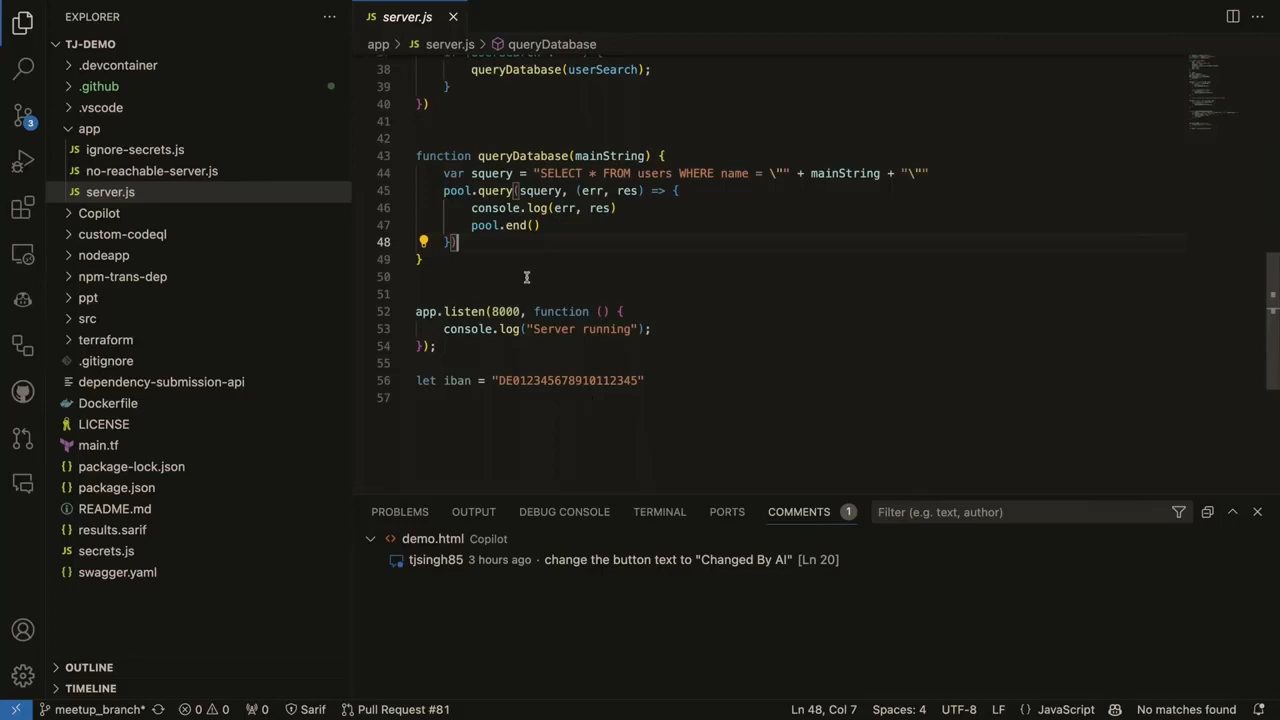 EXPLORER
TJ-DEMO
.devcontainer
.github
.vscode
app
ignore-secrets.js
no-reachable-server.js
server.js
Copilot
custom-codeql
nodeapp
npm-trans-dep
ppt
src
terraform
.gitignore
dependency-submission-api
Dockerfile
LICENSE
main.tf
package-lock.json
package.json
README.md
results.sarif
secrets.js
swagger.yaml
OUTLINE
TIMELINE
3
JS server.js
app > JS server.js > queryDatabase
38 queryDatabase(userSearch);
39 }
40 })
41
42
43 function queryDatabase(mainString) {
44 var squery = "SELECT * FROM users WHERE name = \"" + mainString + "\""
45 pool.query(squery, (err, res) => {
46 console.log(err, res)
47 pool.end()
48 })
49 }
50
51
52 app.listen(8000, function () {
53 console.log("Server running");
54 });
55
56 let iban = "DE012345678910112345"
57
PROBLEMS OUTPUT DEBUG CONSOLE TERMINAL PORTS COMMENTS 1 Filter (e.g. text, author)
demo.html Copilot
tjsingh85 3 hours ago · change the button text to "Changed By AI" [Ln 20]
meetup_branch* 0 0 0 Sarif Pull Request #81 Ln 48, Col 7 Spaces: 4 UTF-8 LF {} JavaScript No matches found